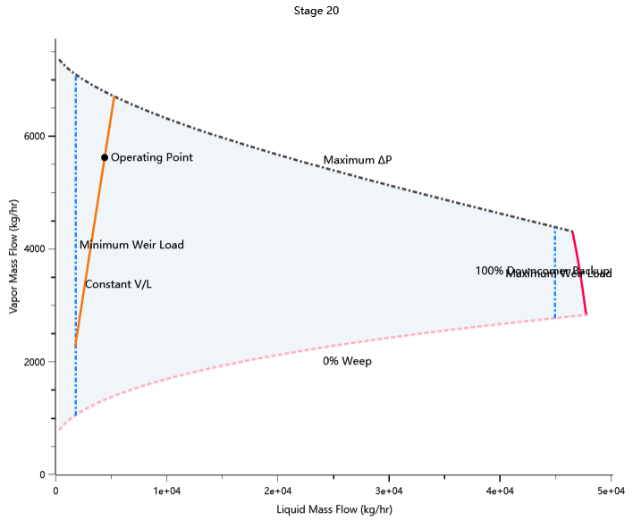 Stage 20
Vapor Mass Flow (kg/hr)
6000
4000
2000
0
Maximum ΔP
Operating Point
Minimum Weir Load
Constant V/L
100% Downcomer Backup
Maximum Weir Load
0% Weep
0
1e+04
2e+04
3e+04
4e+04
5e+04
Liquid Mass Flow (kg/hr)